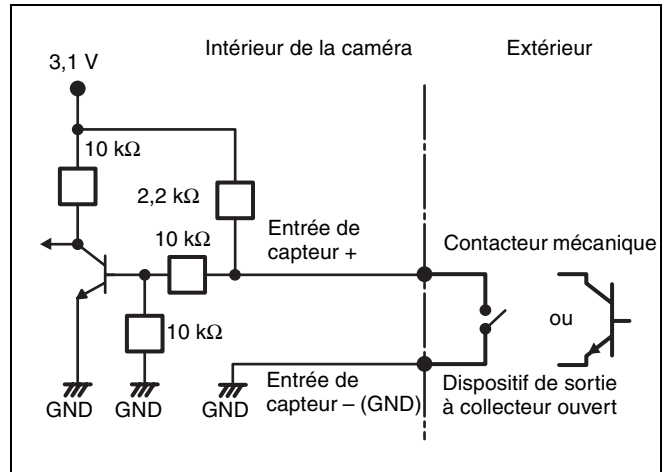 Intérieur de la caméra
Extérieur
3,1 V
10 kΩ
2,2 kΩ
10 kΩ
Entrée de
capteur +
Contacteur mécanique
10 kΩ
ou
GND
GND
GND
Entrée de
capteur – (GND)
Dispositif de sortie
à collecteur ouvert